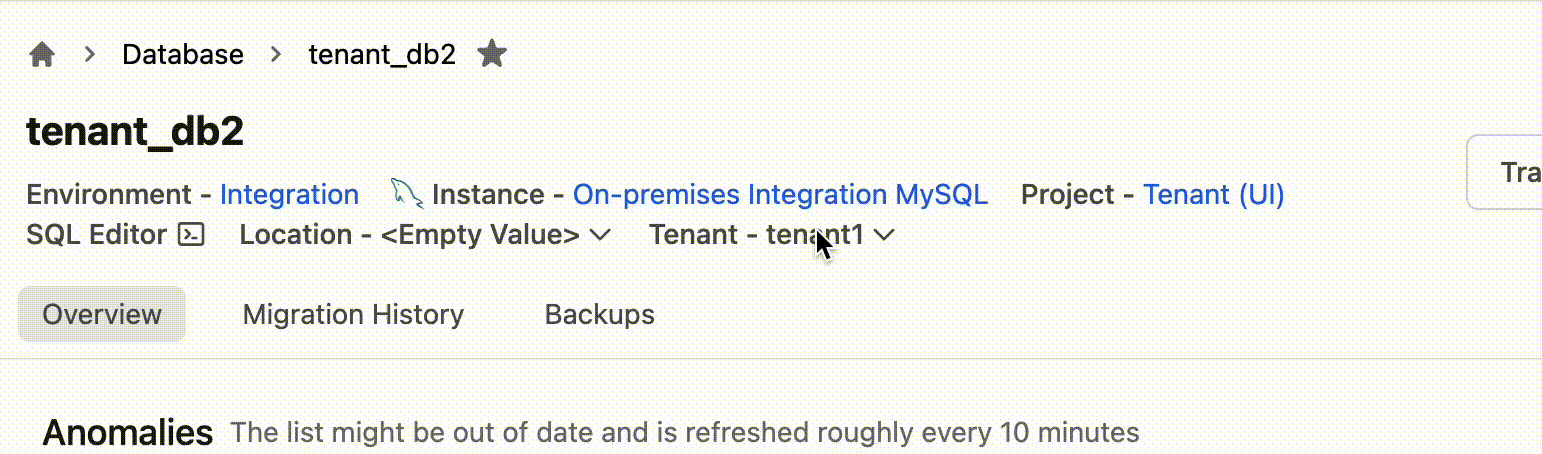 Database > tenant_db2
tenant_db2
Environment - Integration Instance - On-premises Integration MySQL Project - Tenant (UI)
Tra
SQL Editor Location - <Empty Value> Tenant - tenant1
Overview Migration History Backups
Anomalies The list might be out of date and is refreshed roughly every 10 minutes